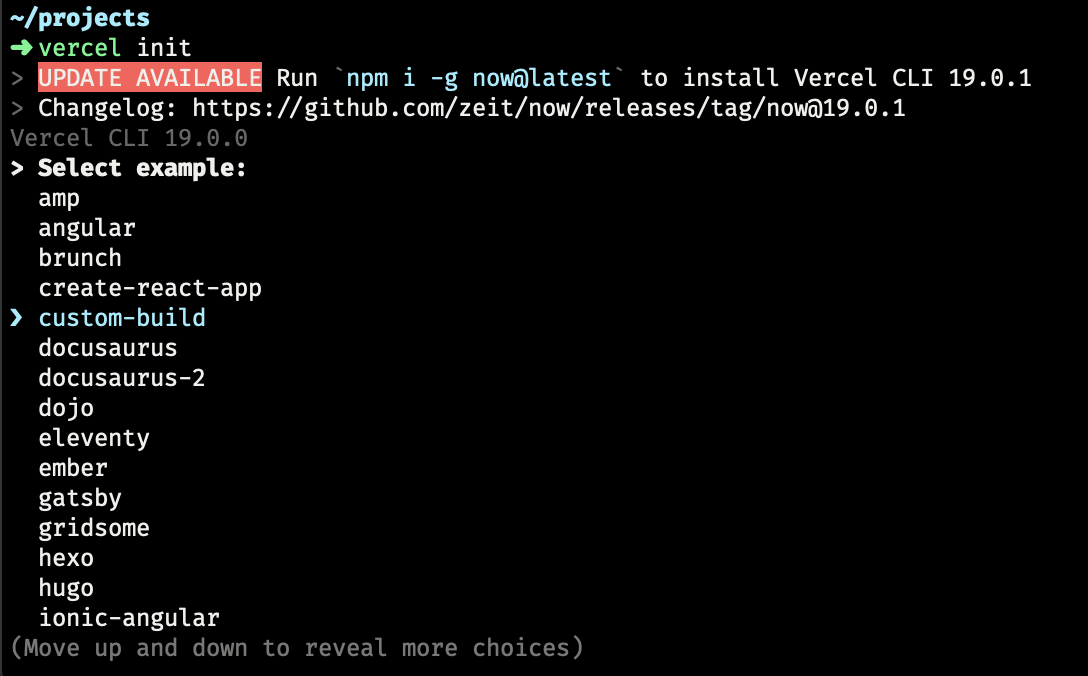 ~/projects
➜ vercel init
> UPDATE AVAILABLE Run `npm i -g now@latest` to install Vercel CLI 19.0.1
> Changelog: https://github.com/zeit/now/releases/tag/now@19.0.1
Vercel CLI 19.0.0
> Select example:
amp
angular
brunch
create-react-app
❯ custom-build
docusaurus
docusaurus-2
dojo
eleventy
ember
gatsby
gridsome
hexo
hugo
ionic-angular
(Move up and down to reveal more choices)